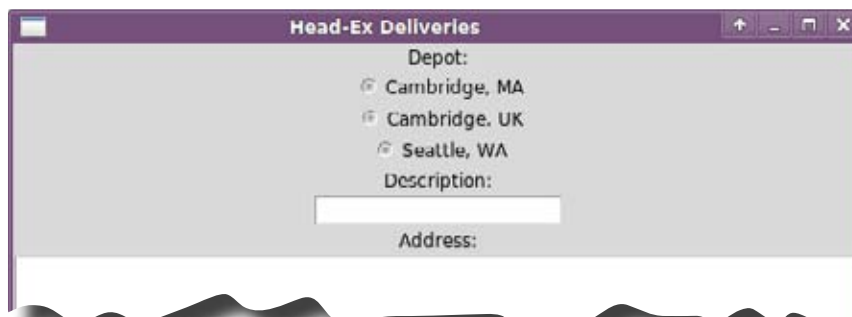 Head-Ex Deliveries
Depot:
Cambridge, MA
Cambridge, UK
Seattle, WA
Description:
Address: